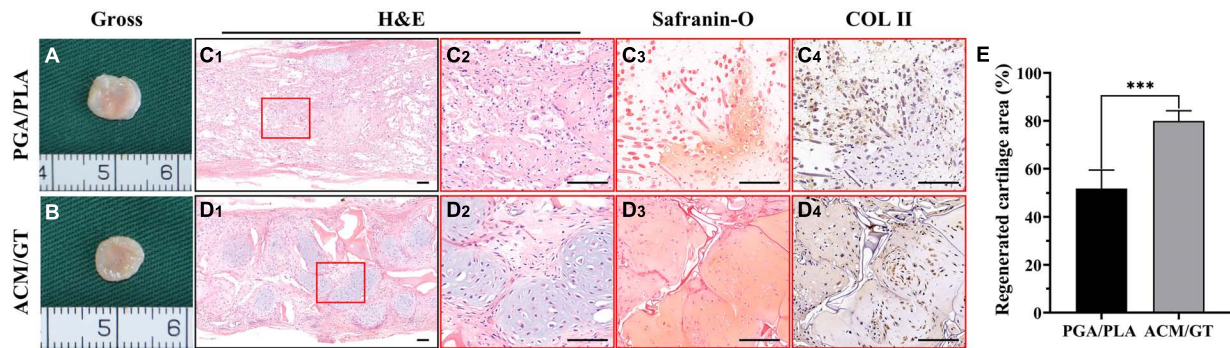 Gross H&E Safranin-O COL II
PGA/PLA
A
4 5 6
C1
C2
C3
C4
ACM/GT
B
5 6
D1
D2
D3
D4
E
Regenerated cartilage area (%)
100
80
60
40
20
0
***
PGA/PLA ACM/GT